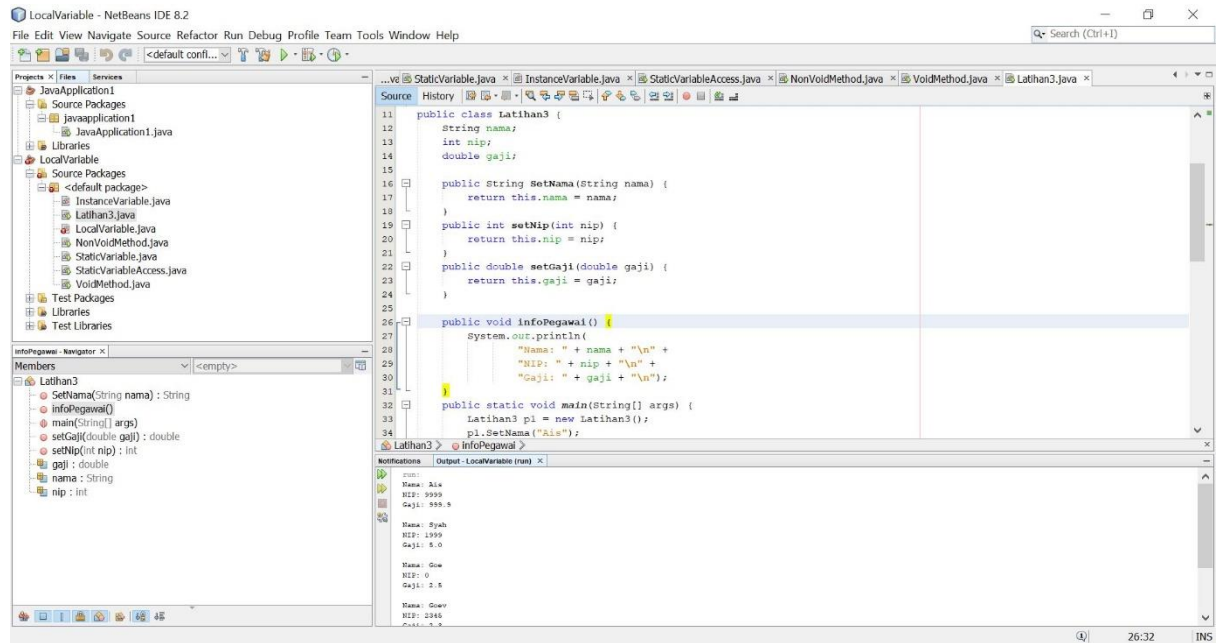 LocalVariable - NetBeans IDE 8.2
File Edit View Navigate Source Refactor Run Debug Profile Team Tools Window Help
Search (Ctrl+I)
<default confi...
Projects Files Services
JavaApplication1
Source Packages
javaapplication1
JavaApplication1.java
Libraries
LocalVariable
Source Packages
<default package>
InstanceVariable.java
Latihan3.java
LocalVariable.java
NonVoidMethod.java
StaticVariable.java
StaticVariableAccess.java
VoidMethod.java
Test Packages
Libraries
Test Libraries
infoPegawai - Navigator
Members <empty>
Latihan3
SetNama(String nama) : String
infoPegawai()
main(String[] args)
setGaji(double gaji) : double
setNip(int nip) : int
gaji : double
nama : String
nip : int
...va StaticVariable.java InstanceVariable.java StaticVariableAccess.java NonVoidMethod.java VoidMethod.java Latihan3.java
Source History
11 public class Latihan3 {
12 String nama;
13 int nip;
14 double gaji;
15
16 public String SetNama(String nama) {
17 return this.nama = nama;
18 }
19 public int setNip(int nip) {
20 return this.nip = nip;
21 }
22 public double setGaji(double gaji) {
23 return this.gaji = gaji;
24 }
25
26 public void infoPegawai() {
27 System.out.println(
28 "Nama: " + nama + "\n" +
29 "NIP: " + nip + "\n" +
30 "Gaji: " + gaji + "\n");
31 }
32 public static void main(String[] args) {
33 Latihan3 p1 = new Latihan3();
34 p1.SetNama("Ais");
Latihan3 > infoPegawai >
Notifications Output - LocalVariable (run)
run:
Nama: Ais
NIP: 9999
Gaji: 999.9
Nama: Syah
NIP: 1999
Gaji: 5.0
Nama: Goe
NIP: 0
Gaji: 2.5
Nama: Goev
NIP: 2345
26:32 INS